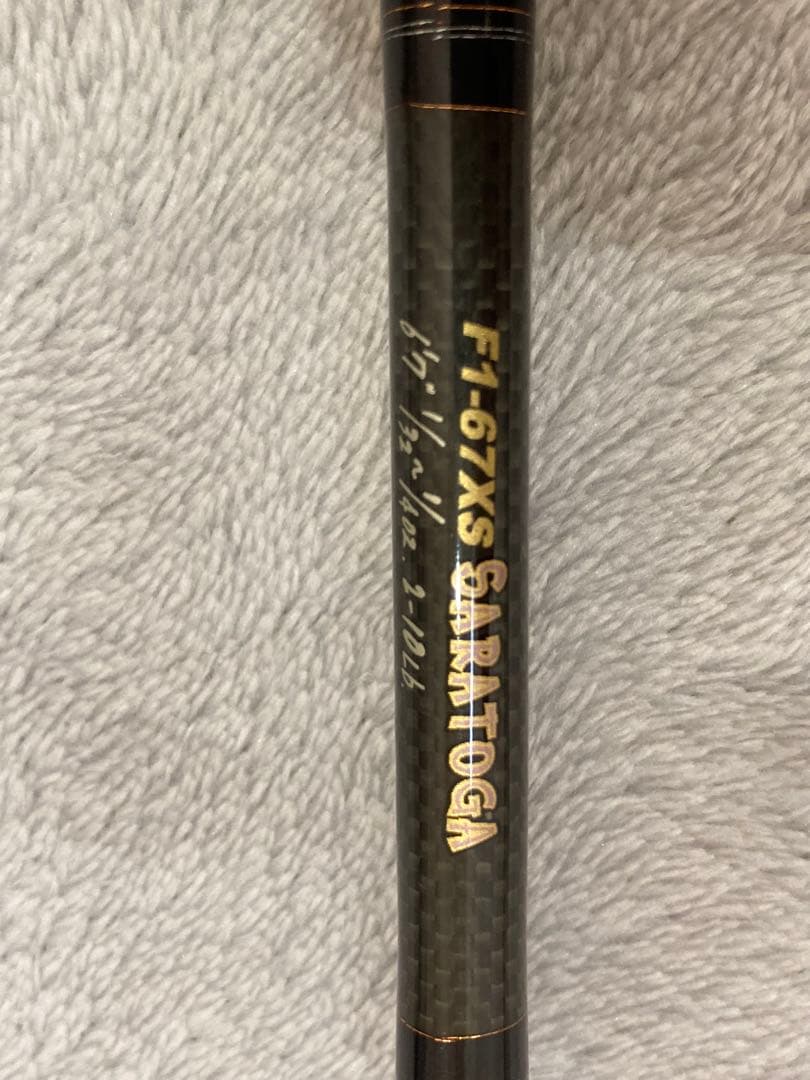 F1-67XS SARATOGA
6'7" 1/32~1/4oz. 2-10Lb.